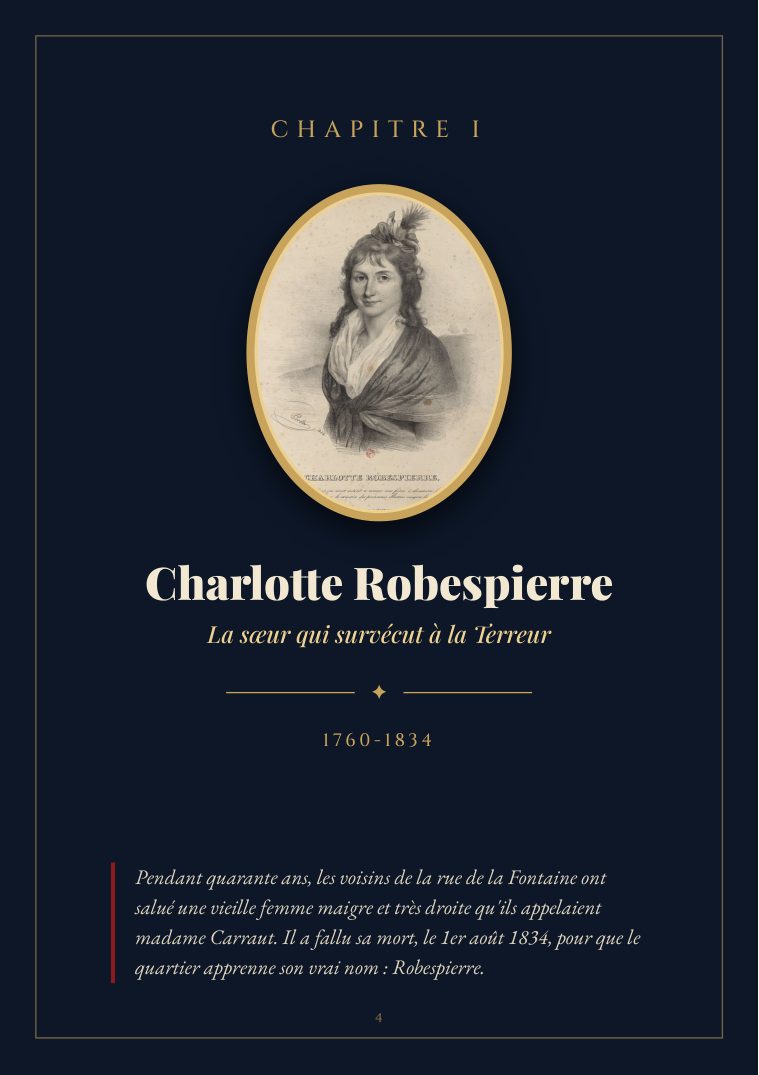 CHAPITRE I
CHARLOTTE ROBESPIERRE,
Charlotte Robespierre
La sœur qui survécut à la Terreur
1760-1834
Pendant quarante ans, les voisins de la rue de la Fontaine ont
salué une vieille femme maigre et très droite qu'ils appelaient
madame Carraut. Il a fallu sa mort, le 1er août 1834, pour que le
quartier apprenne son vrai nom : Robespierre.
4